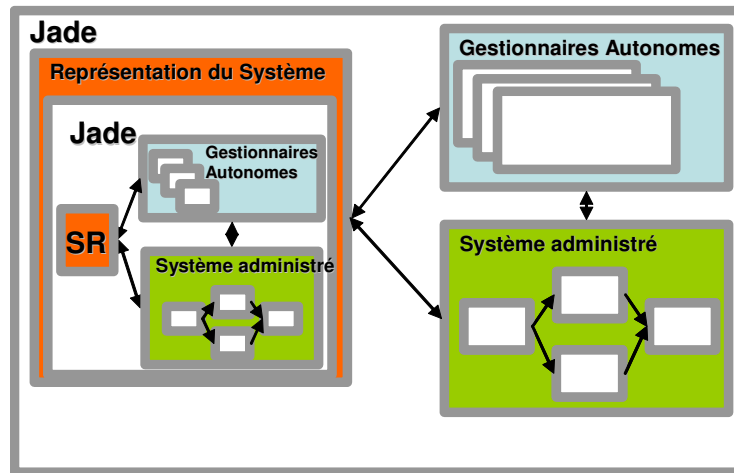 Jade
Représentation du Système
Jade
Gestionnaires
Autonomes
SR
Système administré
Gestionnaires Autonomes
Système administré